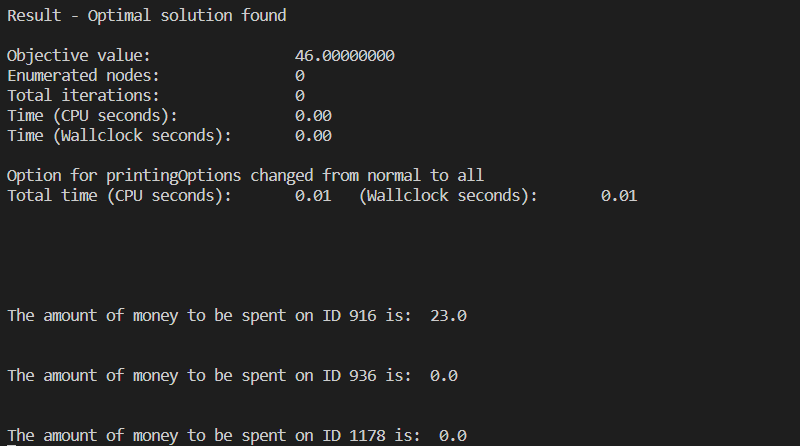 Result - Optimal solution found
Objective value: 46.00000000
Enumerated nodes: 0
Total iterations: 0
Time (CPU seconds): 0.00
Time (Wallclock seconds): 0.00
Option for printingOptions changed from normal to all
Total time (CPU seconds): 0.01 (Wallclock seconds): 0.01
The amount of money to be spent on ID 916 is: 23.0
The amount of money to be spent on ID 936 is: 0.0
The amount of money to be spent on ID 1178 is: 0.0